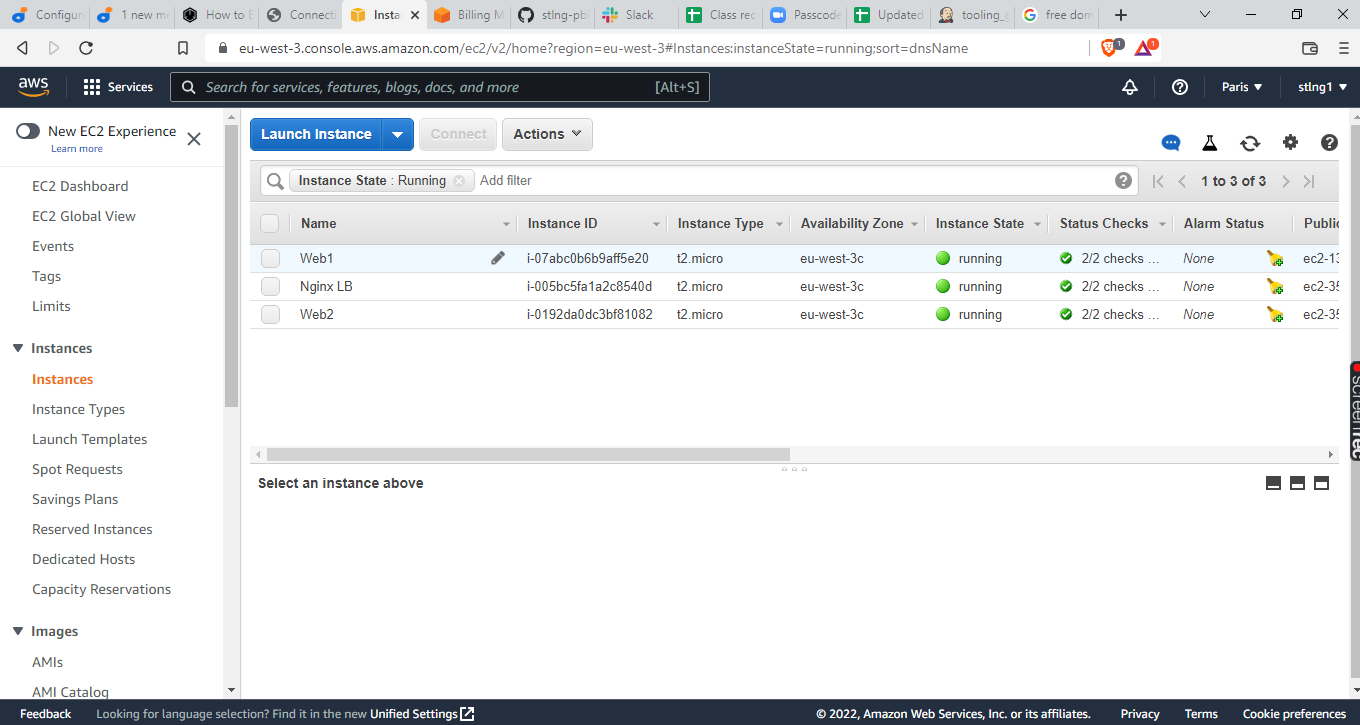 Configur 1 new me How to E Connecti Instan Billing M stlng-pbl Slack Class rec Passcode Updated tooling_g free dom
eu-west-3.console.aws.amazon.com/ec2/v2/home?region=eu-west-3#Instances:instanceState=running;sort=dnsName 1 1
aws Services Search for services, features, blogs, docs, and more [Alt+S] Paris stlng1
New EC2 Experience
Learn more
EC2 Dashboard
EC2 Global View
Events
Tags
Limits
Instances
Instances
Instance Types
Launch Templates
Spot Requests
Savings Plans
Reserved Instances
Dedicated Hosts
Capacity Reservations
Images
AMIs
AMI Catalog
Launch Instance Connect Actions
Instance State : Running Add filter 1 to 3 of 3
Name Instance ID Instance Type Availability Zone Instance State Status Checks Alarm Status Public
Web1 i-07abc0b6b9aff5e20 t2.micro eu-west-3c running 2/2 checks ... None ec2-13
Nginx LB i-005bc5fa1a2c8540d t2.micro eu-west-3c running 2/2 checks ... None ec2-35
Web2 i-0192da0dc3bf81082 t2.micro eu-west-3c running 2/2 checks ... None ec2-35
Select an instance above
Feedback Looking for language selection? Find it in the new Unified Settings © 2022, Amazon Web Services, Inc. or its affiliates. Privacy Terms Cookie preferences